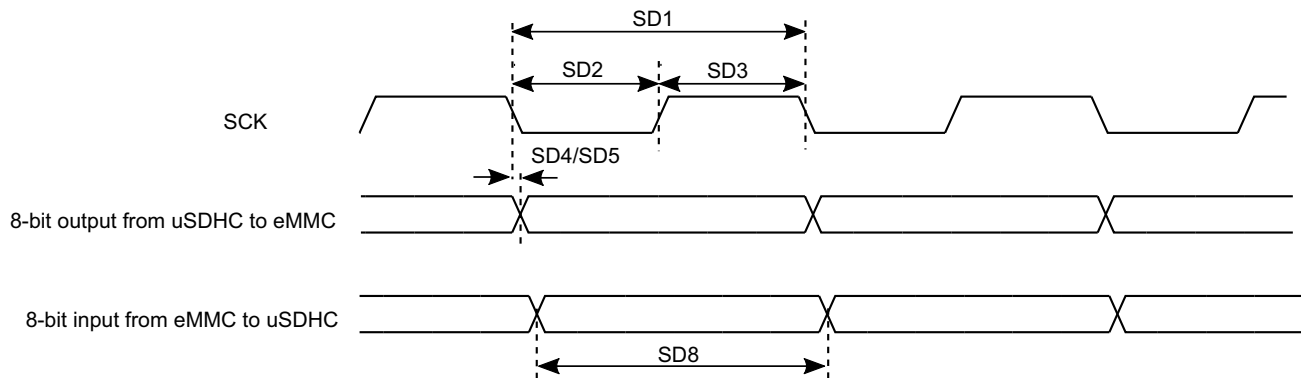 SD1
SD2
SD3
SCK
SD4/SD5
8-bit output from uSDHC to eMMC
8-bit input from eMMC to uSDHC
SD8